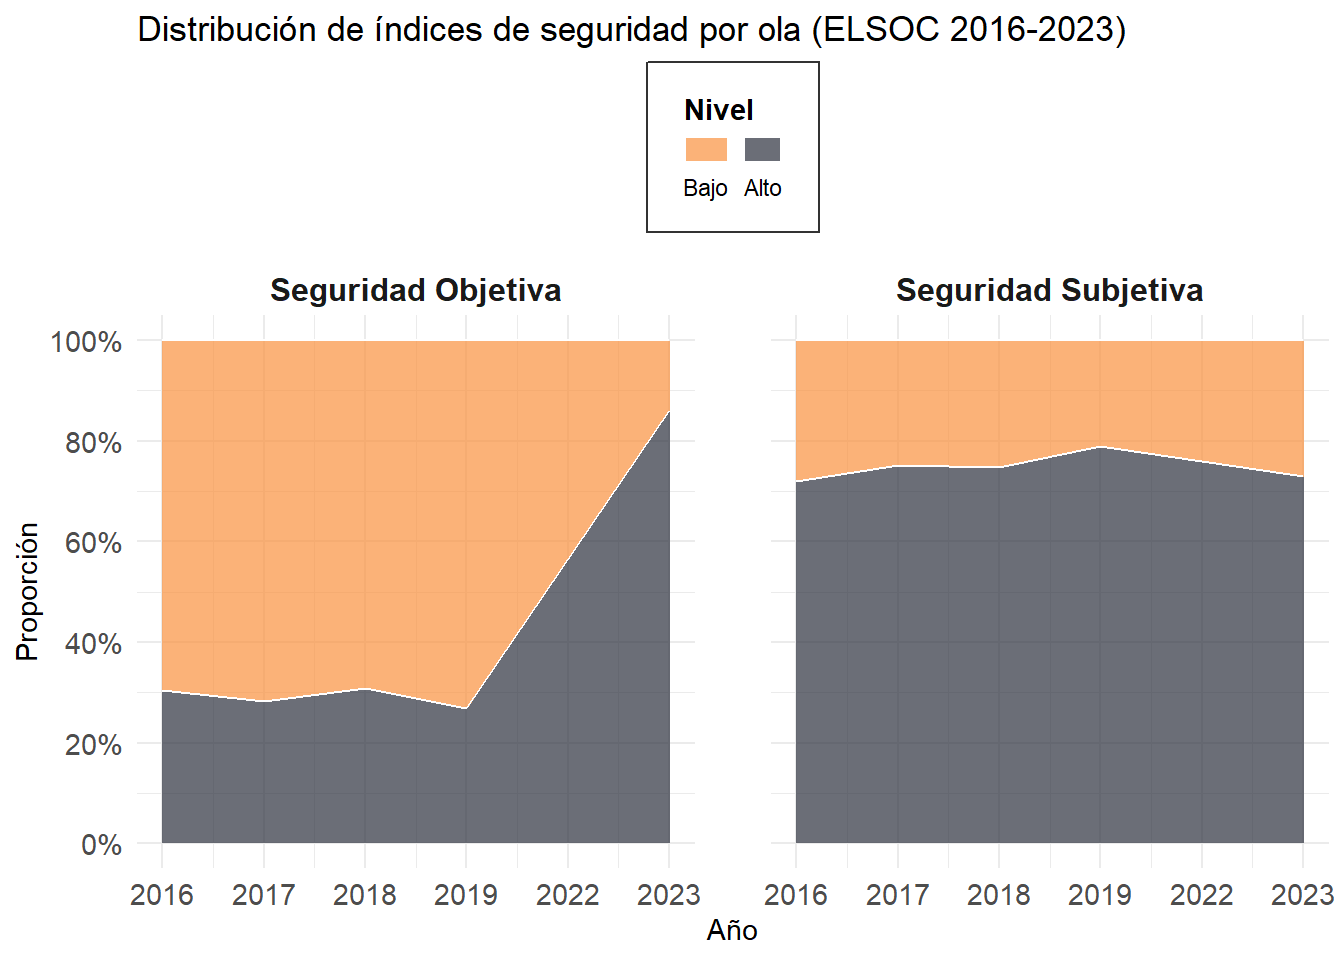 Distribución de índices de seguridad por ola (ELSOC 2016-2023)
Nivel
Bajo Alto
Seguridad Objetiva
Seguridad Subjetiva
100%
80%
60%
40%
20%
0%
Proporción
2016 2017 2018 2019 2022 2023
2016 2017 2018 2019 2022 2023
Año